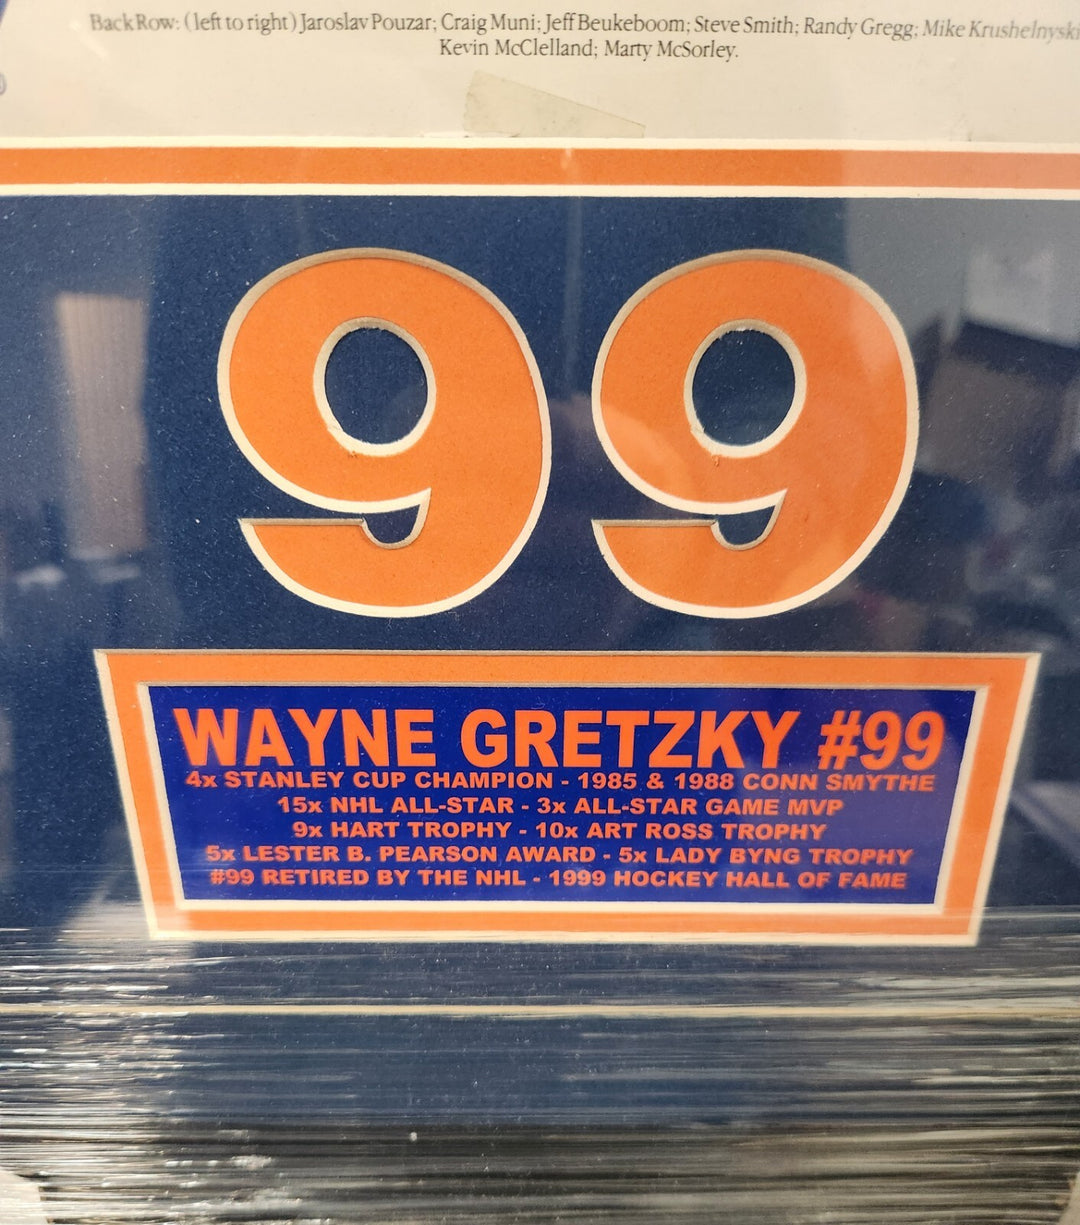 Back Row: (left to right) Jaroslav Pouzar; Craig Muni; Jeff Beukeboom; Steve Smith; Randy Gregg; Mike Krushelnyski
Kevin McClelland; Marty McSorley.
99
WAYNE GRETZKY #99
4x STANLEY CUP CHAMPION - 1985 & 1988 CONN SMYTHE
15x NHL ALL-STAR - 3x ALL-STAR GAME MVP
9x HART TROPHY - 10x ART ROSS TROPHY
5x LESTER B. PEARSON AWARD - 5x LADY BYNG TROPHY
#99 RETIRED BY THE NHL - 1999 HOCKEY HALL OF FAME